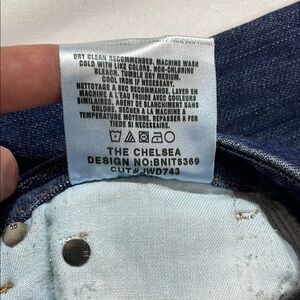 DRY CLEAN RECOMMENDED. MACHINE WASH
COLD WITH LIKE COLORS. NON-CHLORINE
BLEACH. TUMBLE DRY MEDIUM.
COOL IRON IF NECESSARY.
NETTOYAGE A SEC RECOMMANDE. LAVER EN
MACHINE A L'EAU FROIDE AVEC COULEURS
SIMILAIRES. AGENT DE BLANCHIMENT SANS
CHLORE. SECHER A LA MACHINE A
TEMPERATURE MOYENNE. REPASSER A FER
TIEDE SI NECESSAIRE.
THE CHELSEA
DESIGN NO:BNIT5369
CUT#JWD743